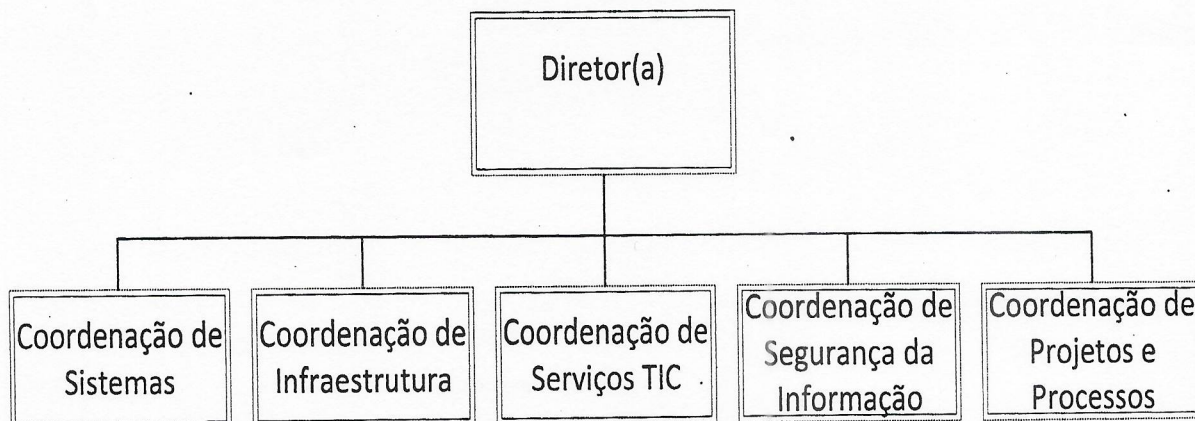 Diretor(a)
Coordenação de
Sistemas
Coordenação de
Infraestrutura
Coordenação de
Serviços TIC
Coordenação de
Segurança da
Informação
Coordenação de
Projetos e
Processos